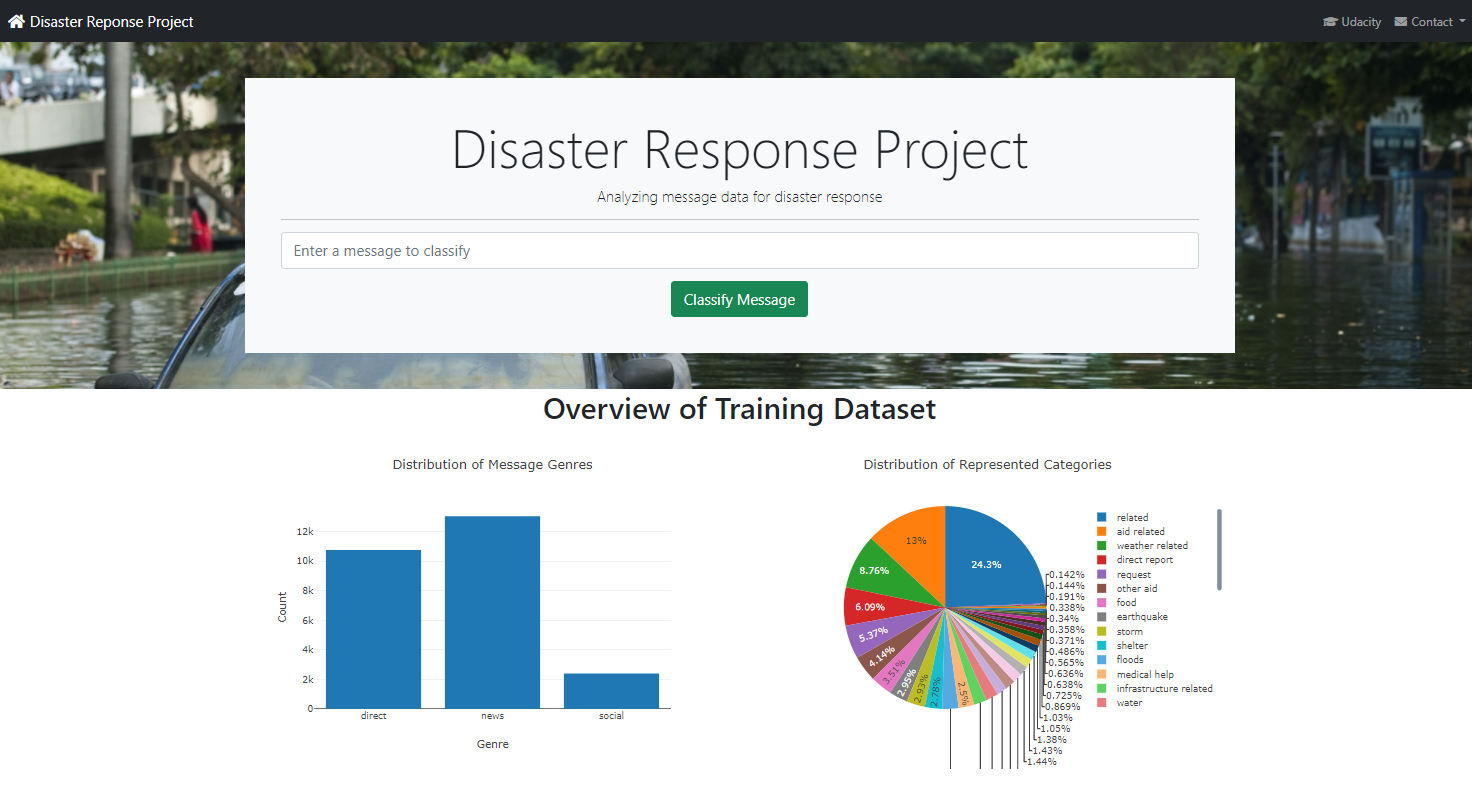 Disaster Reponse Project
Udacity
Contact
Disaster Response Project
Analyzing message data for disaster response
Enter a message to classify
Classify Message
Overview of Training Dataset
Distribution of Message Genres
12k
10k
8k
6k
4k
2k
0
Count
direct
news
social
Genre
Distribution of Represented Categories
24.3%
13%
8.76%
6.09%
5.37%
4.14%
3.51%
2.95%
2.93%
2.78%
2.5%
0.142%
0.144%
0.191%
0.338%
0.34%
0.358%
0.371%
0.486%
0.565%
0.636%
0.638%
0.725%
0.869%
1.03%
1.05%
1.38%
1.43%
1.44%
related
aid related
weather related
direct report
request
other aid
food
earthquake
storm
shelter
floods
medical help
infrastructure related
water